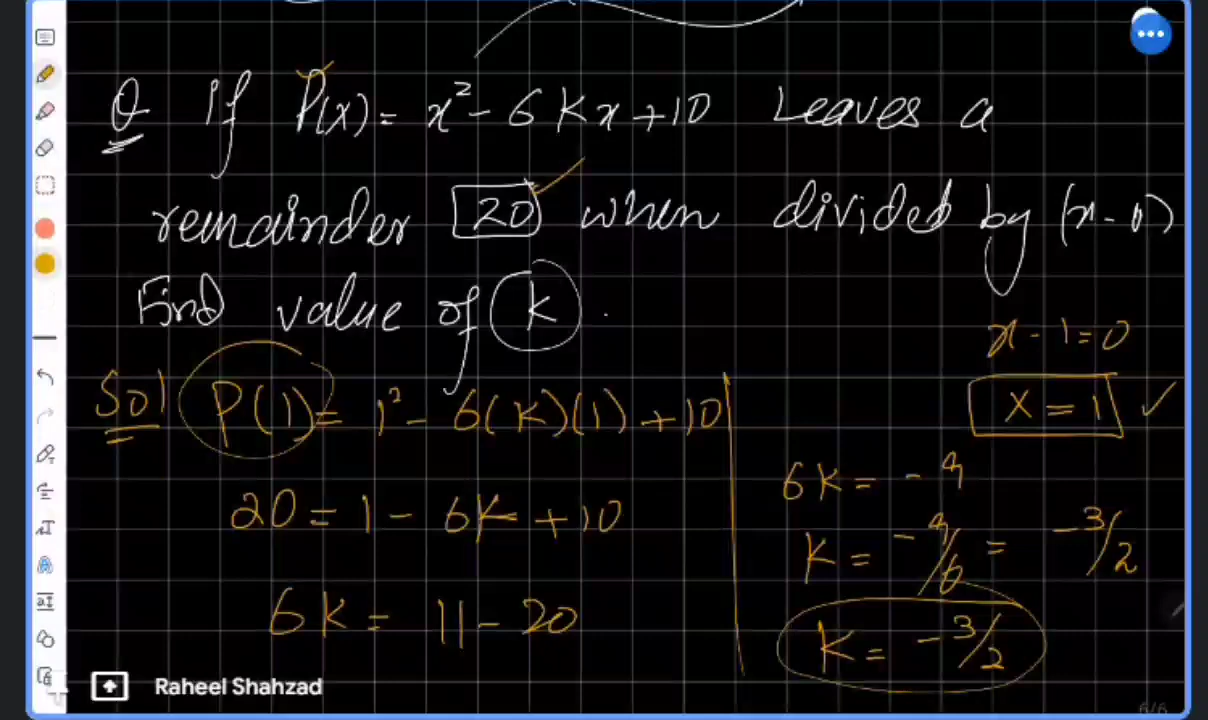 Q If P(x) = x² - 6Kx + 10 Leaves a
remainder 20 when divided by (x - 1)
Find value of k.
x - 1 = 0
x = 1 ✓
Sol P(1) = 1² - 6(K)(1) + 10
20 = 1 - 6K + 10
6K = 11 - 20
6K = -9
K = -9/6 = -3/2
K = -3/2
Raheel Shahzad
6/6